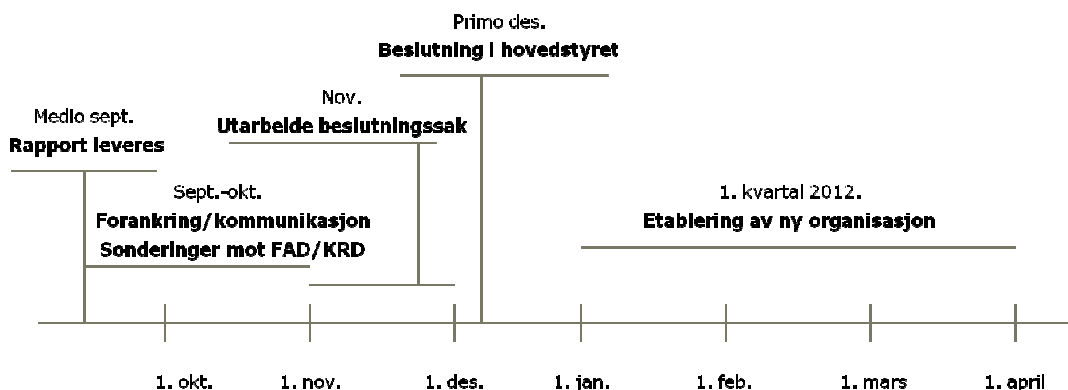 Primo des.
Beslutning i hovedstyret
Nov.
Utarbeide beslutningssak
Medio sept.
Rapport leveres
Sept.-okt.
Forankring/kommunikasjon
Sonderinger mot FAD/KRD
1. kvartal 2012.
Etablering av ny organisasjon
1. okt.
1. nov.
1. des.
1. jan.
1. feb.
1. mars
1. april